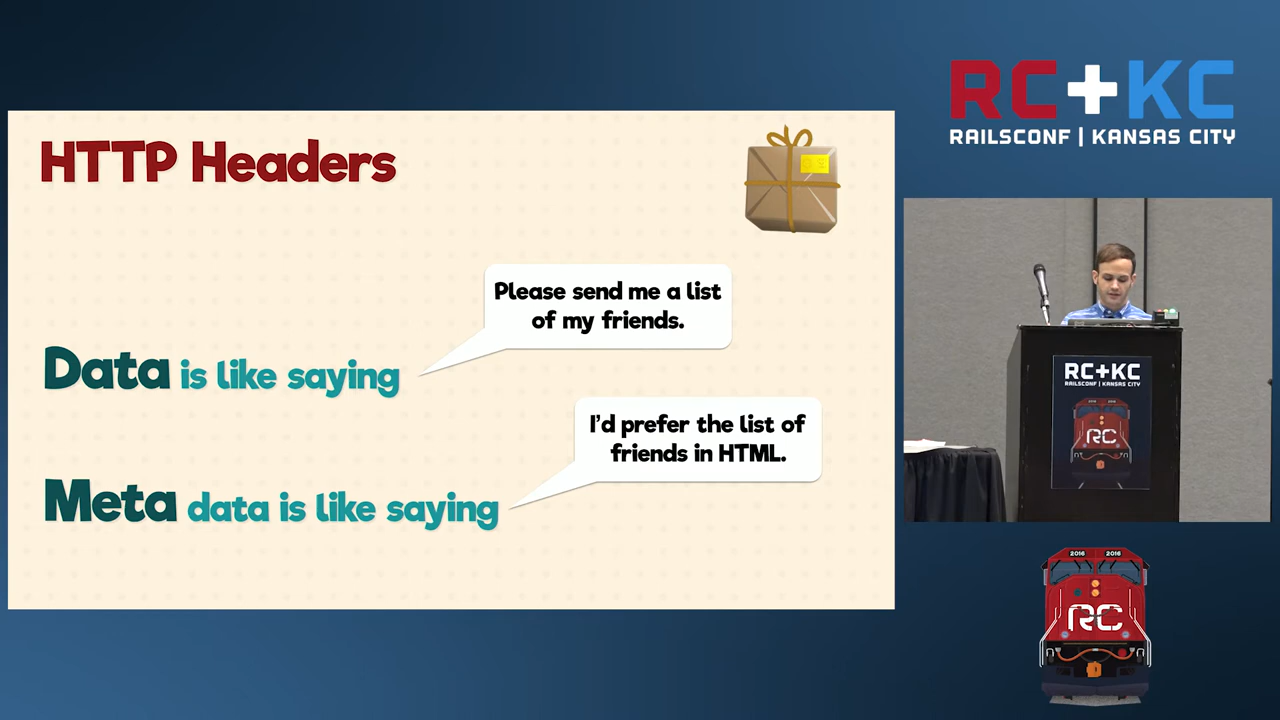 HTTP Headers
Please send me a list
of my friends.
Data is like saying
I'd prefer the list of
friends in HTML.
Meta data is like saying
RC+KC
RAILSCONF | KANSAS CITY
RC+KC
RAILSCONF | KANSAS CITY
RC
2016 2016
RC